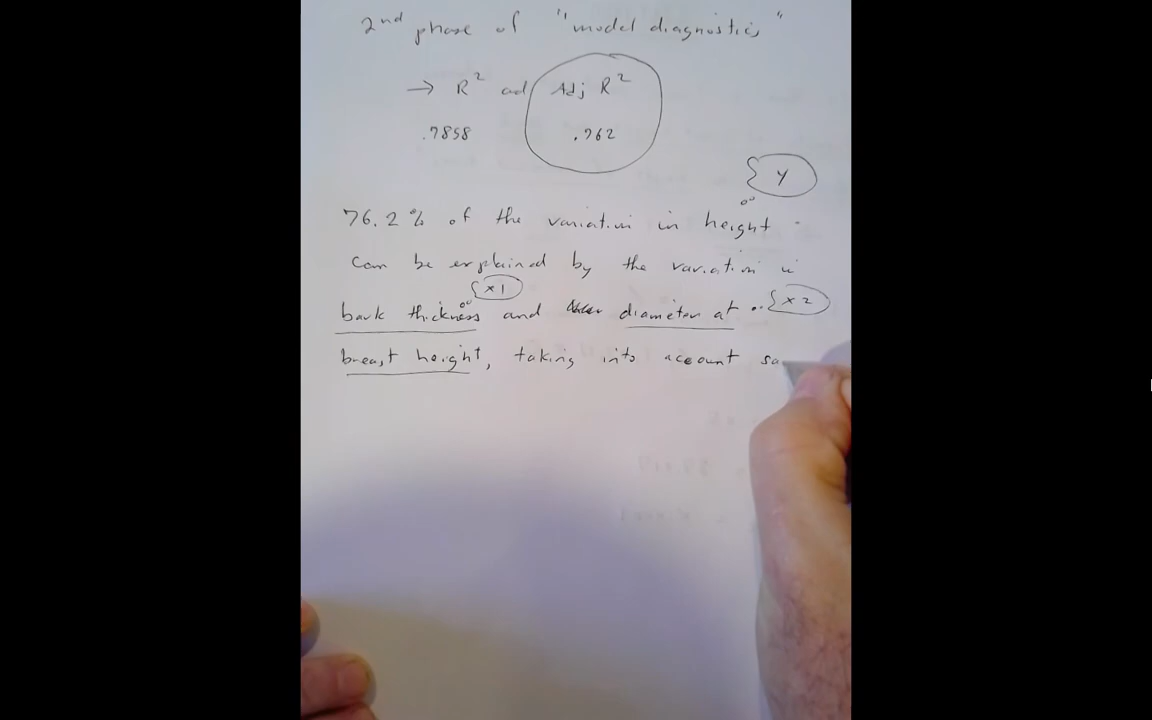 2nd phase of "model diagnostics"
→ R² and Adj R²
.7858 .762
Y
76.2% of the variation in height
can be explained by the variation in
x1
bark thickness and diameter at
x2
breast height, taking into account sa